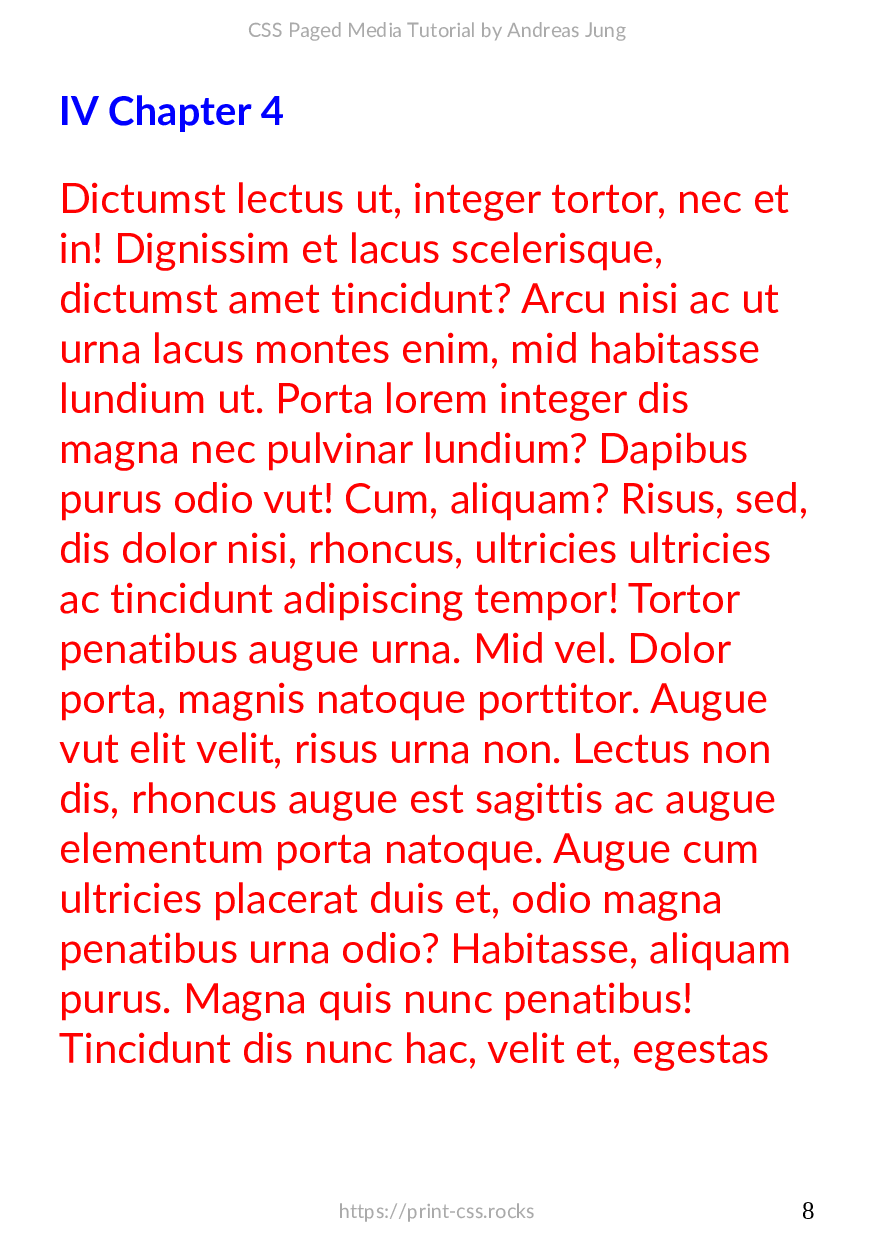 CSS Paged Media Tutorial by Andreas Jung
IV Chapter 4
Dictumst lectus ut, integer tortor, nec et
in! Dignissim et lacus scelerisque,
dictumst amet tincidunt? Arcu nisi ac ut
urna lacus montes enim, mid habitasse
lundium ut. Porta lorem integer dis
magna nec pulvinar lundium? Dapibus
purus odio vut! Cum, aliquam? Risus, sed,
dis dolor nisi, rhoncus, ultricies ultricies
ac tincidunt adipiscing tempor! Tortor
penatibus augue urna. Mid vel. Dolor
porta, magnis natoque porttitor. Augue
vut elit velit, risus urna non. Lectus non
dis, rhoncus augue est sagittis ac augue
elementum porta natoque. Augue cum
ultricies placerat duis et, odio magna
penatibus urna odio? Habitasse, aliquam
purus. Magna quis nunc penatibus!
Tincidunt dis nunc hac, velit et, egestas
https://print-css.rocks
8